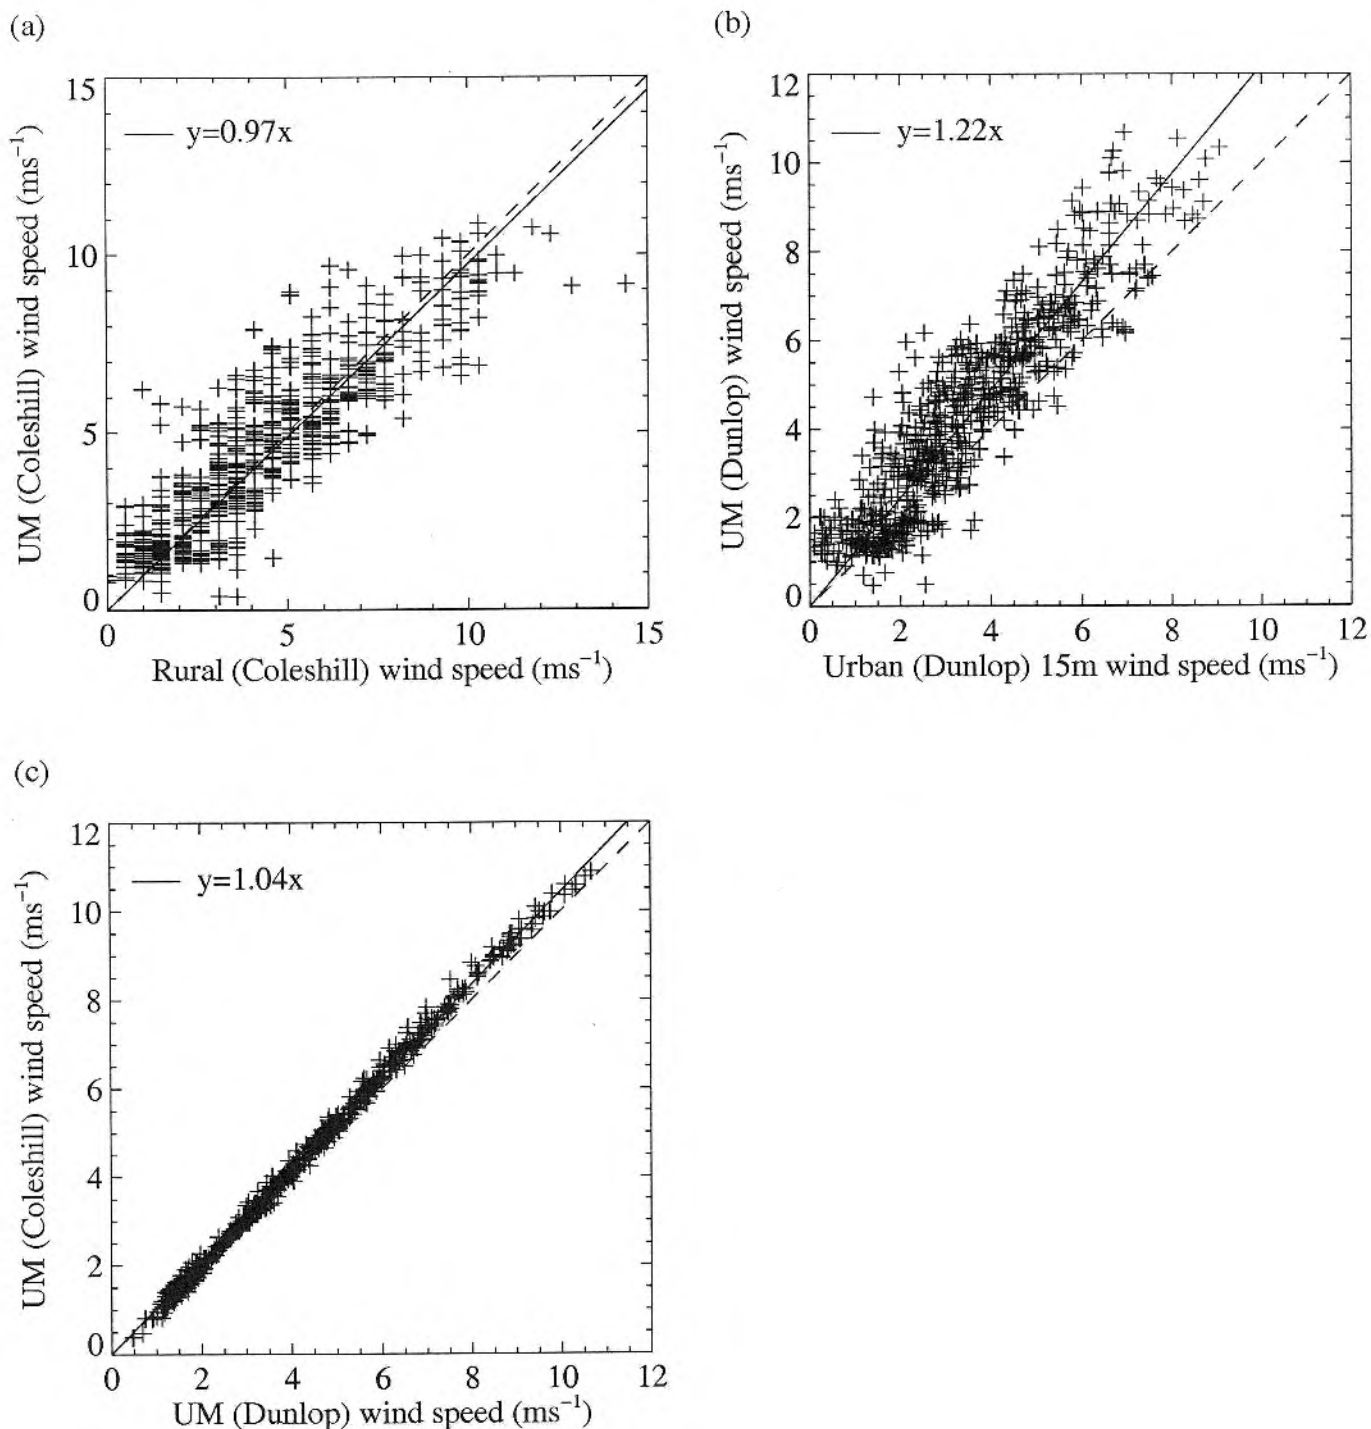 (a)
15
10
5
0
y=0.97x
UM (Coleshill) wind speed (ms⁻¹)
0 5 10 15
Rural (Coleshill) wind speed (ms⁻¹)
(b)
12
10
8
6
4
2
0
y=1.22x
UM (Dunlop) wind speed (ms⁻¹)
0 2 4 6 8 10 12
Urban (Dunlop) 15m wind speed (ms⁻¹)
(c)
12
10
8
6
4
2
0
y=1.04x
UM (Coleshill) wind speed (ms⁻¹)
0 2 4 6 8 10 12
UM (Dunlop) wind speed (ms⁻¹)